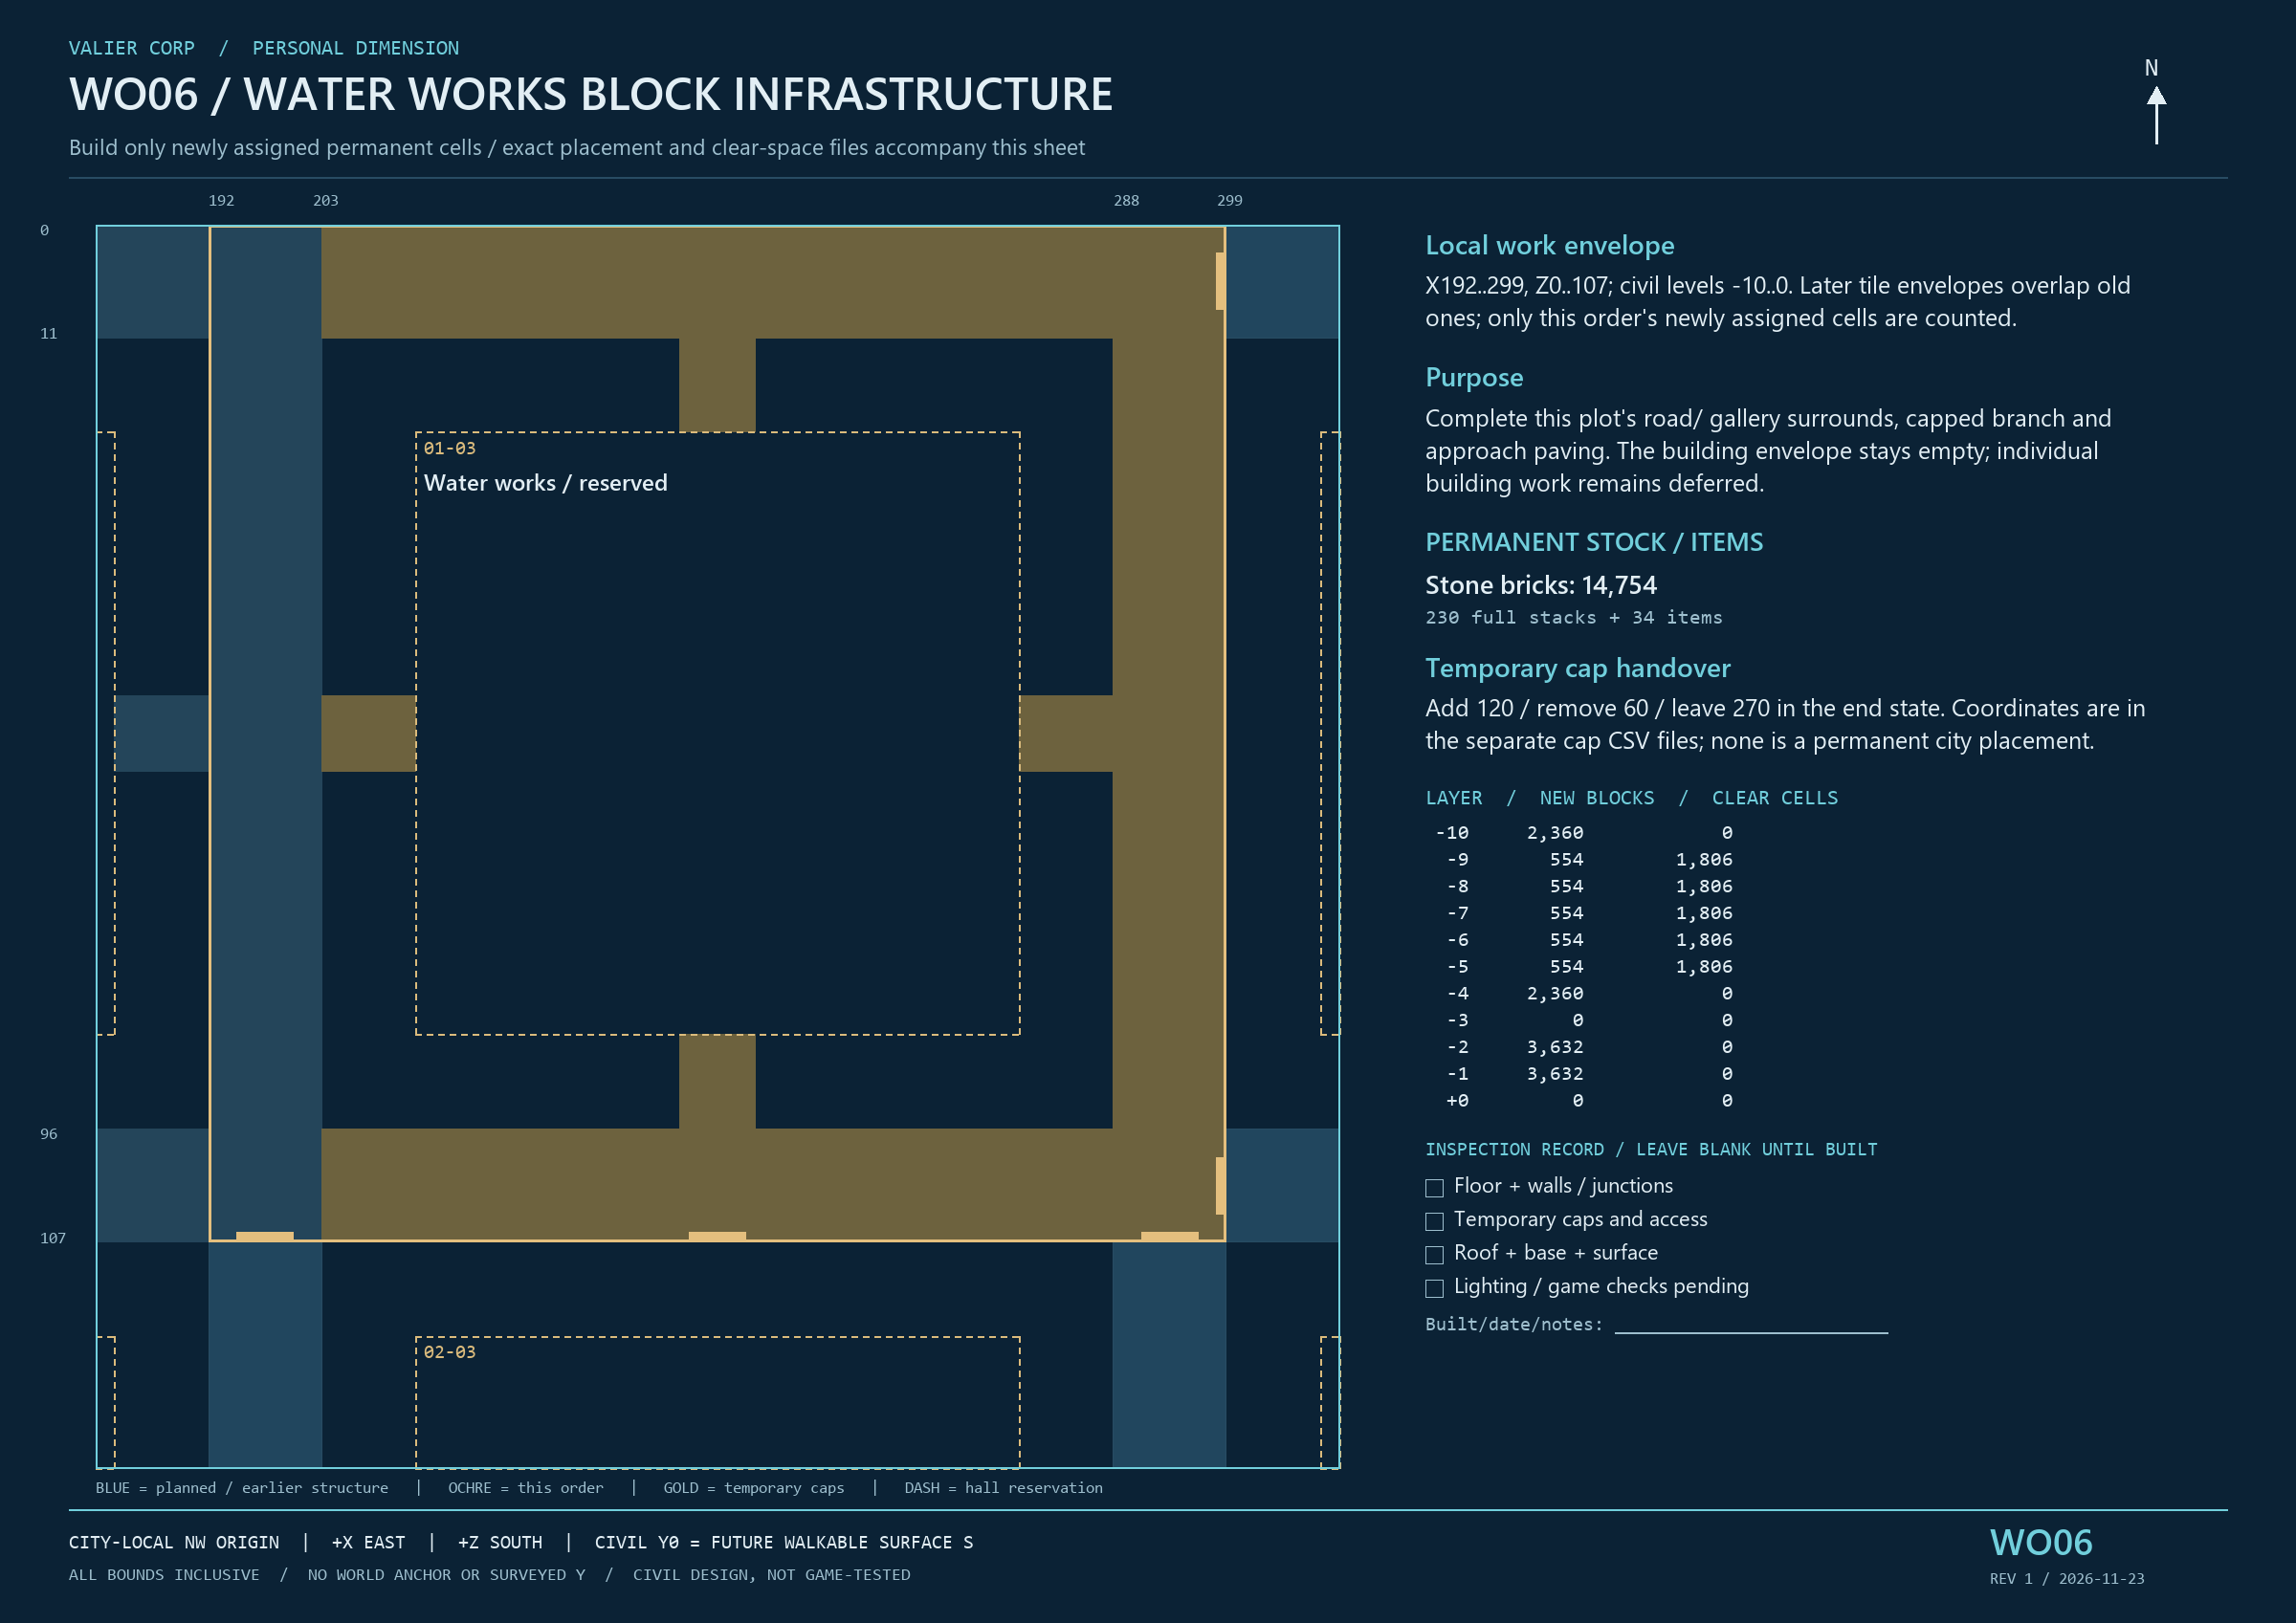 VALIER CORP / PERSONAL DIMENSION
WO06 / WATER WORKS BLOCK INFRASTRUCTURE
Build only newly assigned permanent cells / exact placement and clear-space files accompany this sheet
N
192 203 288 299
0
11
96
107
01-03
Water works / reserved
02-03
BLUE = planned / earlier structure | OCHRE = this order | GOLD = temporary caps | DASH = hall reservation
Local work envelope
X192..299, Z0..107; civil levels -10..0. Later tile envelopes overlap old
ones; only this order's newly assigned cells are counted.
Purpose
Complete this plot's road/ gallery surrounds, capped branch and
approach paving. The building envelope stays empty; individual
building work remains deferred.
PERMANENT STOCK / ITEMS
Stone bricks: 14,754
230 full stacks + 34 items
Temporary cap handover
Add 120 / remove 60 / leave 270 in the end state. Coordinates are in
the separate cap CSV files; none is a permanent city placement.
LAYER / NEW BLOCKS / CLEAR CELLS
-10 2,360 0
-9 554 1,806
-8 554 1,806
-7 554 1,806
-6 554 1,806
-5 554 1,806
-4 2,360 0
-3 0 0
-2 3,632 0
-1 3,632 0
+0 0 0
INSPECTION RECORD / LEAVE BLANK UNTIL BUILT
Floor + walls / junctions
Temporary caps and access
Roof + base + surface
Lighting / game checks pending
Built/date/notes:
CITY-LOCAL NW ORIGIN | +X EAST | +Z SOUTH | CIVIL Y0 = FUTURE WALKABLE SURFACE S
ALL BOUNDS INCLUSIVE / NO WORLD ANCHOR OR SURVEYED Y / CIVIL DESIGN, NOT GAME-TESTED
WO06
REV 1 / 2026-11-23